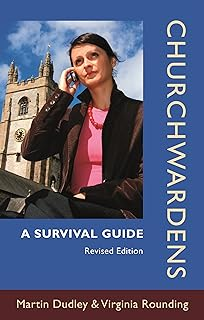 CHURCHWARDENS
A SURVIVAL GUIDE
Revised Edition
Martin Dudley & Virginia Rounding